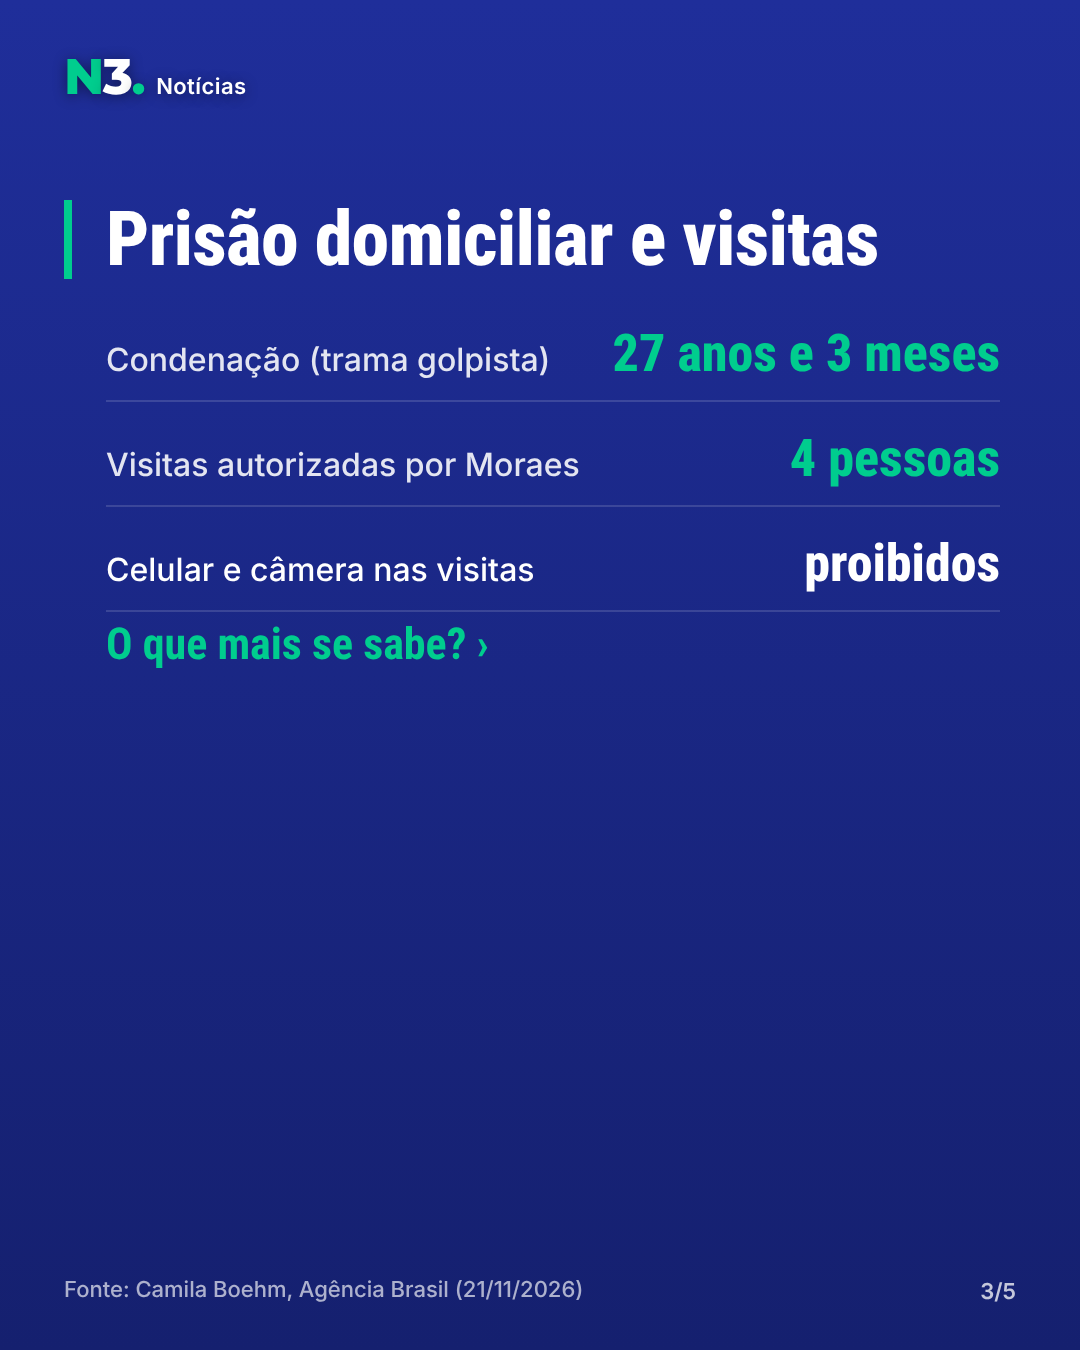 N3. Notícias
Prisão domiciliar e visitas
Condenação (trama golpista) 27 anos e 3 meses
Visitas autorizadas por Moraes 4 pessoas
Celular e câmera nas visitas proibidos
O que mais se sabe? ›
Fonte: Camila Boehm, Agência Brasil (21/11/2026) 3/5